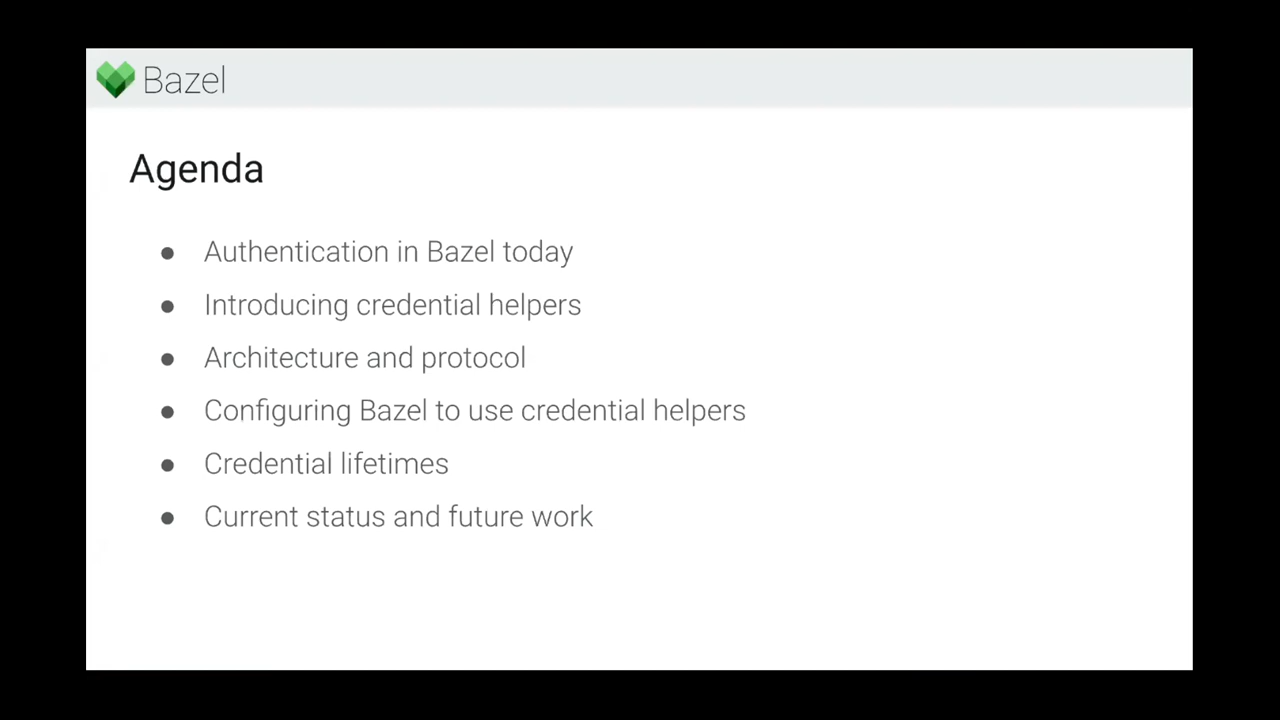 Bazel
Agenda
● Authentication in Bazel today
● Introducing credential helpers
● Architecture and protocol
● Configuring Bazel to use credential helpers
● Credential lifetimes
● Current status and future work